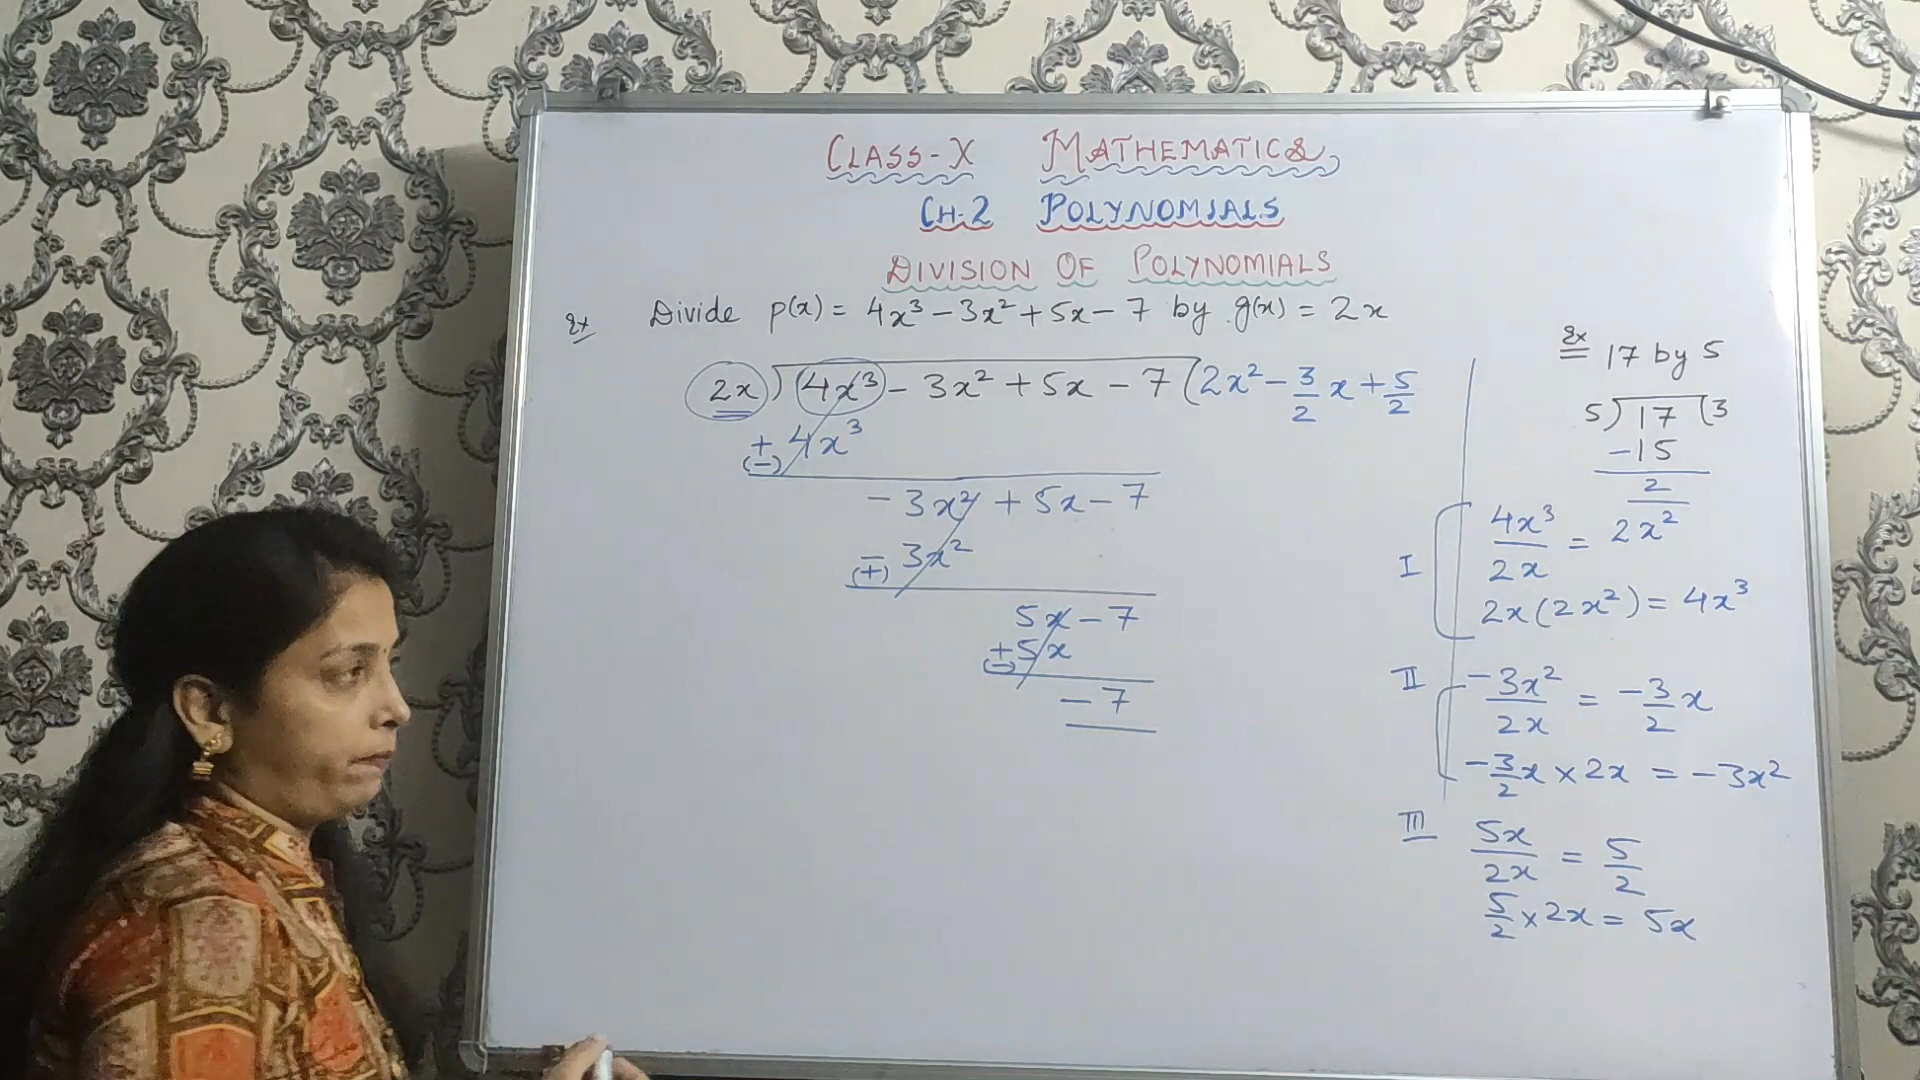 CLASS-X MATHEMATICS
CH-2 POLYNOMIALS
DIVISION OF POLYNOMIALS
Ex Divide p(x) = 4x³ - 3x² + 5x - 7 by g(x) = 2x
2x) 4x³ - 3x² + 5x - 7 (2x² - 3/2 x + 5/2
+ 4x³
(-)
- 3x² + 5x - 7
- 3x²
(+)
5x - 7
+ 5x
(-)
- 7
Ex 17 by 5
5) 17 (3
-15
2
I
4x³/2x = 2x²
2x(2x²) = 4x³
II
-3x²/2x = -3/2 x
-3/2 x × 2x = -3x²
III
5x/2x = 5/2
5/2 × 2x = 5x